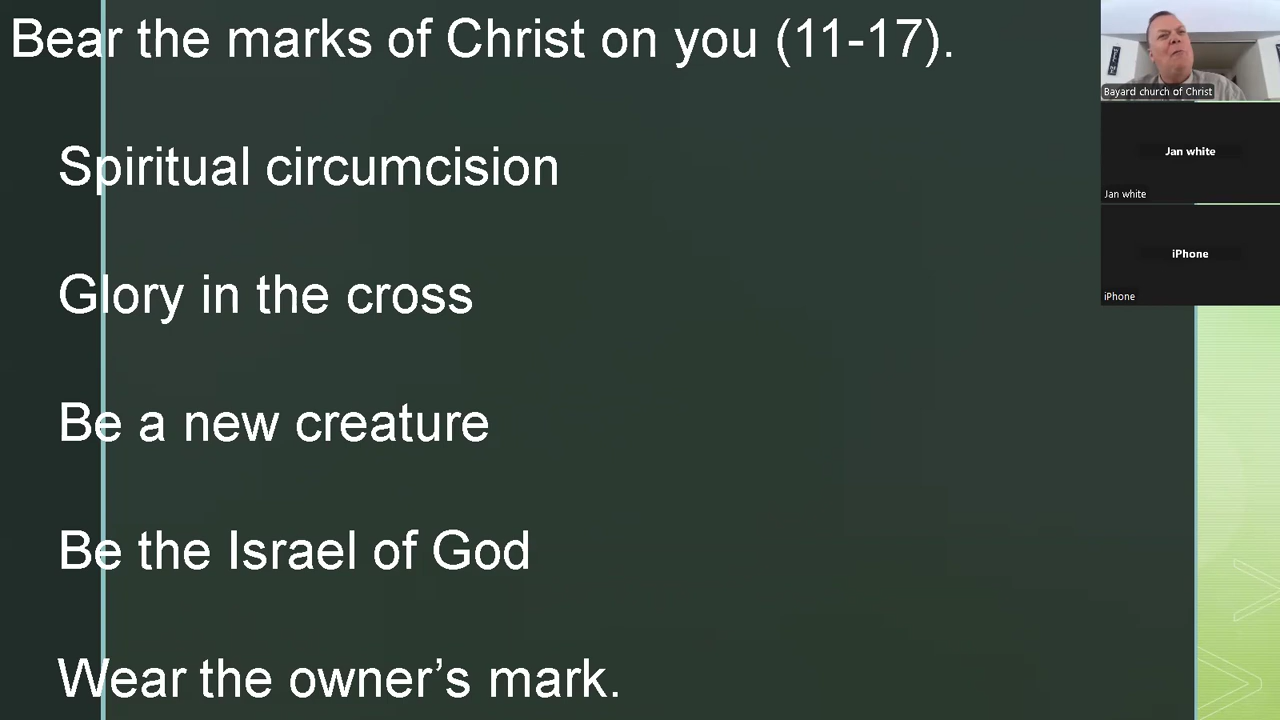 Bear the marks of Christ on you (11-17).
Spiritual circumcision
Glory in the cross
Be a new creature
Be the Israel of God
Wear the owner’s mark.
Bayard church of Christ
Jan white
Jan white
iPhone
iPhone